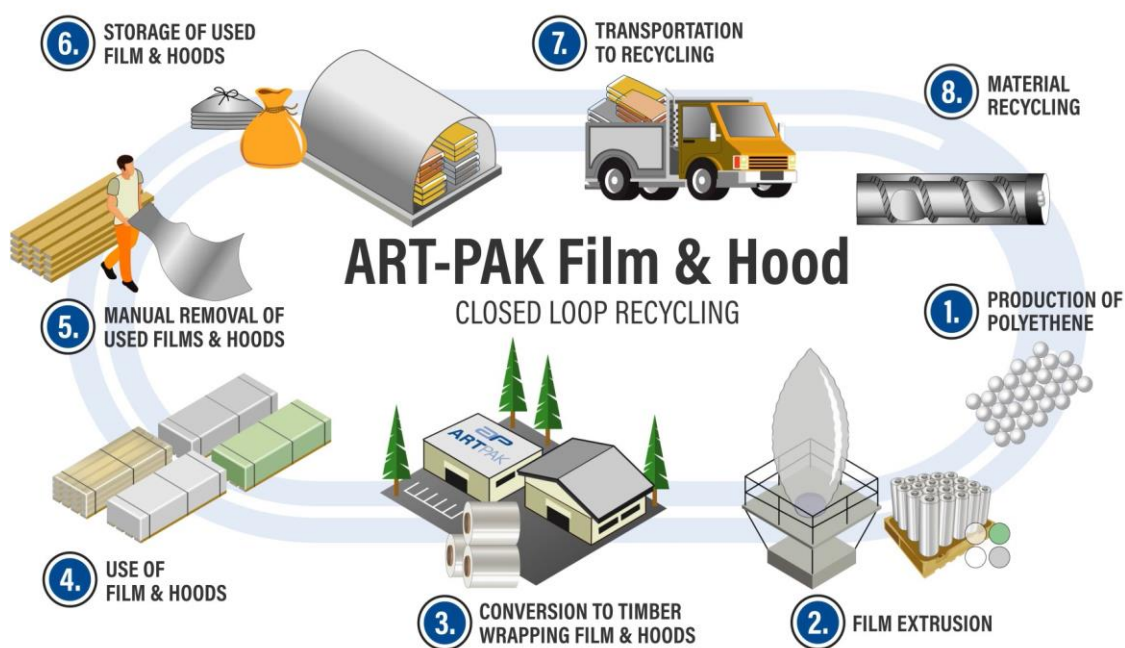 6.
STORAGE OF USED
FILM & HOODS
7.
TRANSPORTATION
TO RECYCLING
8.
MATERIAL
RECYCLING
ART-PAK Film & Hood
CLOSED LOOP RECYCLING
5.
MANUAL REMOVAL OF
USED FILMS & HOODS
1.
PRODUCTION OF
POLYETHENE
AP
ARTPAK
4.
USE OF
FILM & HOODS
3.
CONVERSION TO TIMBER
WRAPPING FILM & HOODS
2.
FILM EXTRUSION